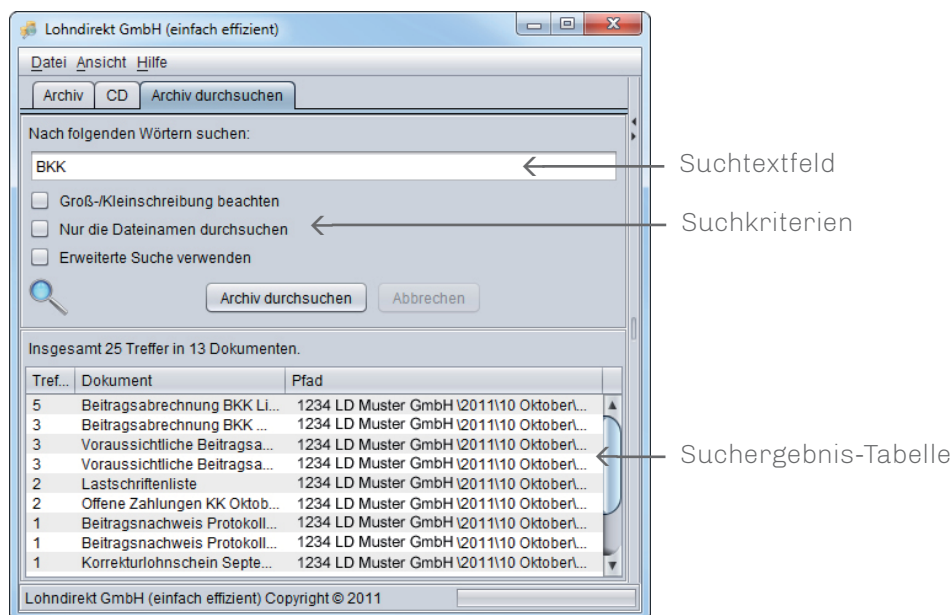 Lohndirekt GmbH (einfach effizient)
Datei Ansicht Hilfe
Archiv CD Archiv durchsuchen
Nach folgenden Wörtern suchen:
BKK
Suchtextfeld
Groß-/Kleinschreibung beachten
Suchkriterien
Nur die Dateinamen durchsuchen
Erweiterte Suche verwenden
Archiv durchsuchen Abbrechen
Insgesamt 25 Treffer in 13 Dokumenten.
Tref... Dokument Pfad
5 Beitragsabrechnung BKK Li... 1234 LD Muster GmbH \2011\10 Oktober\...
3 Beitragsabrechnung BKK ... 1234 LD Muster GmbH \2011\10 Oktober\...
3 Voraussichtliche Beitragsa... 1234 LD Muster GmbH \2011\10 Oktober\...
3 Voraussichtliche Beitragsa... 1234 LD Muster GmbH \2011\10 Oktober\...
Suchergebnis-Tabelle
2 Lastschriftenliste 1234 LD Muster GmbH \2011\10 Oktober\...
2 Offene Zahlungen KK Oktob... 1234 LD Muster GmbH \2011\10 Oktober\...
1 Beitragsnachweis Protokoll... 1234 LD Muster GmbH \2011\10 Oktober\...
1 Beitragsnachweis Protokoll... 1234 LD Muster GmbH \2011\10 Oktober\...
1 Korrekturlohnschein Septe... 1234 LD Muster GmbH \2011\10 Oktober\...
Lohndirekt GmbH (einfach effizient) Copyright © 2011